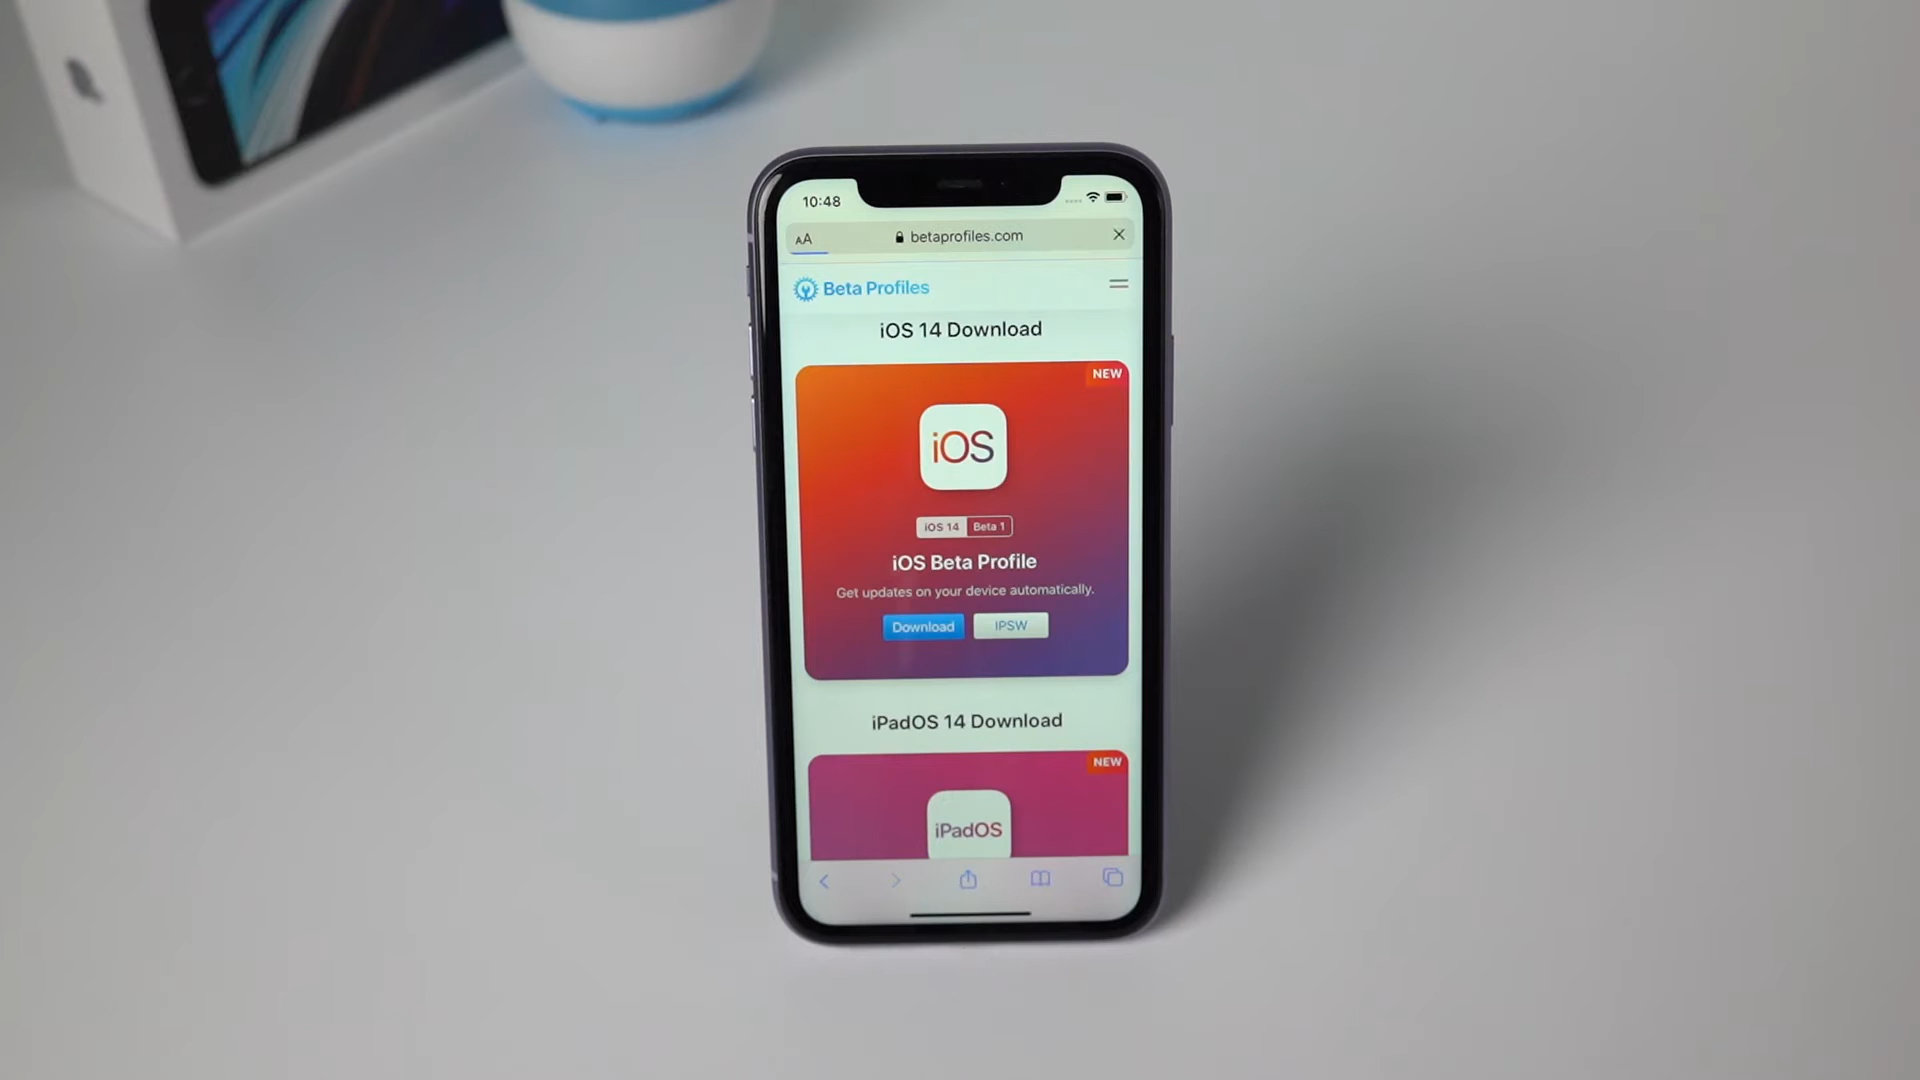 10:48
AA betaprofiles.com
Beta Profiles
iOS 14 Download
NEW
iOS
iOS 14 Beta 1
iOS Beta Profile
Get updates on your device automatically.
Download IPSW
iPadOS 14 Download
NEW
iPadOS